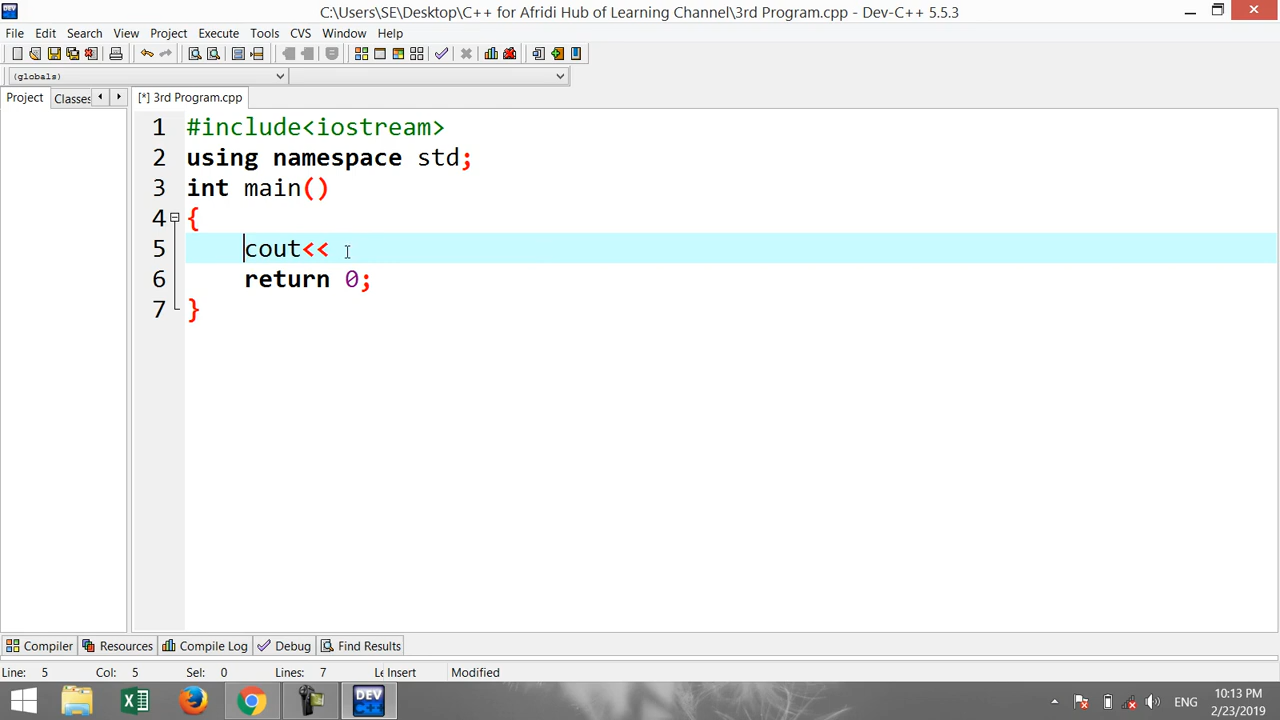 C:\Users\SE\Desktop\C++ for Afridi Hub of Learning Channel\3rd Program.cpp - Dev-C++ 5.5.3
File Edit Search View Project Execute Tools CVS Window Help
(globals)
Project Classes [*] 3rd Program.cpp
1 #include<iostream>
2 using namespace std;
3 int main()
4 {
5 cout<<
6 return 0;
7 }
Compiler Resources Compile Log Debug Find Results
Line: 5 Col: 5 Sel: 0 Lines: 7 Le Insert Modified
DEV ENG 10:13 PM
2/23/2019